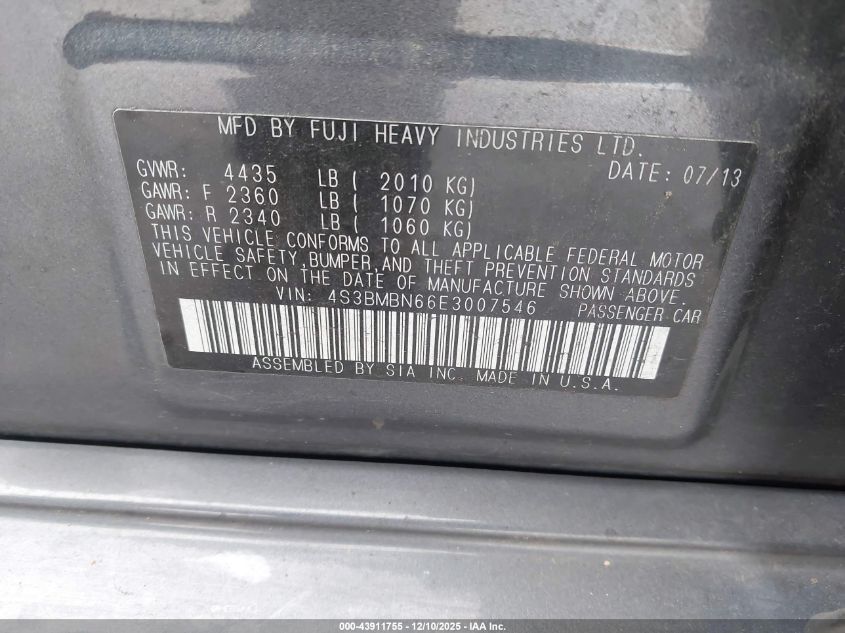 MFD BY FUJI HEAVY INDUSTRIES LTD.
GVWR: 4435 LB ( 2010 KG) DATE: 07/13
GAWR: F 2360 LB ( 1070 KG)
GAWR: R 2340 LB ( 1060 KG)
THIS VEHICLE CONFORMS TO ALL APPLICABLE FEDERAL MOTOR
VEHICLE SAFETY, BUMPER, AND THEFT PREVENTION STANDARDS
IN EFFECT ON THE DATE OF MANUFACTURE SHOWN ABOVE.
VIN: 4S3BMBN66E3007546 PASSENGER CAR
ASSEMBLED BY SIA INC. MADE IN U.S.A.
000-43911755 - 12/10/2025 - IAA Inc.